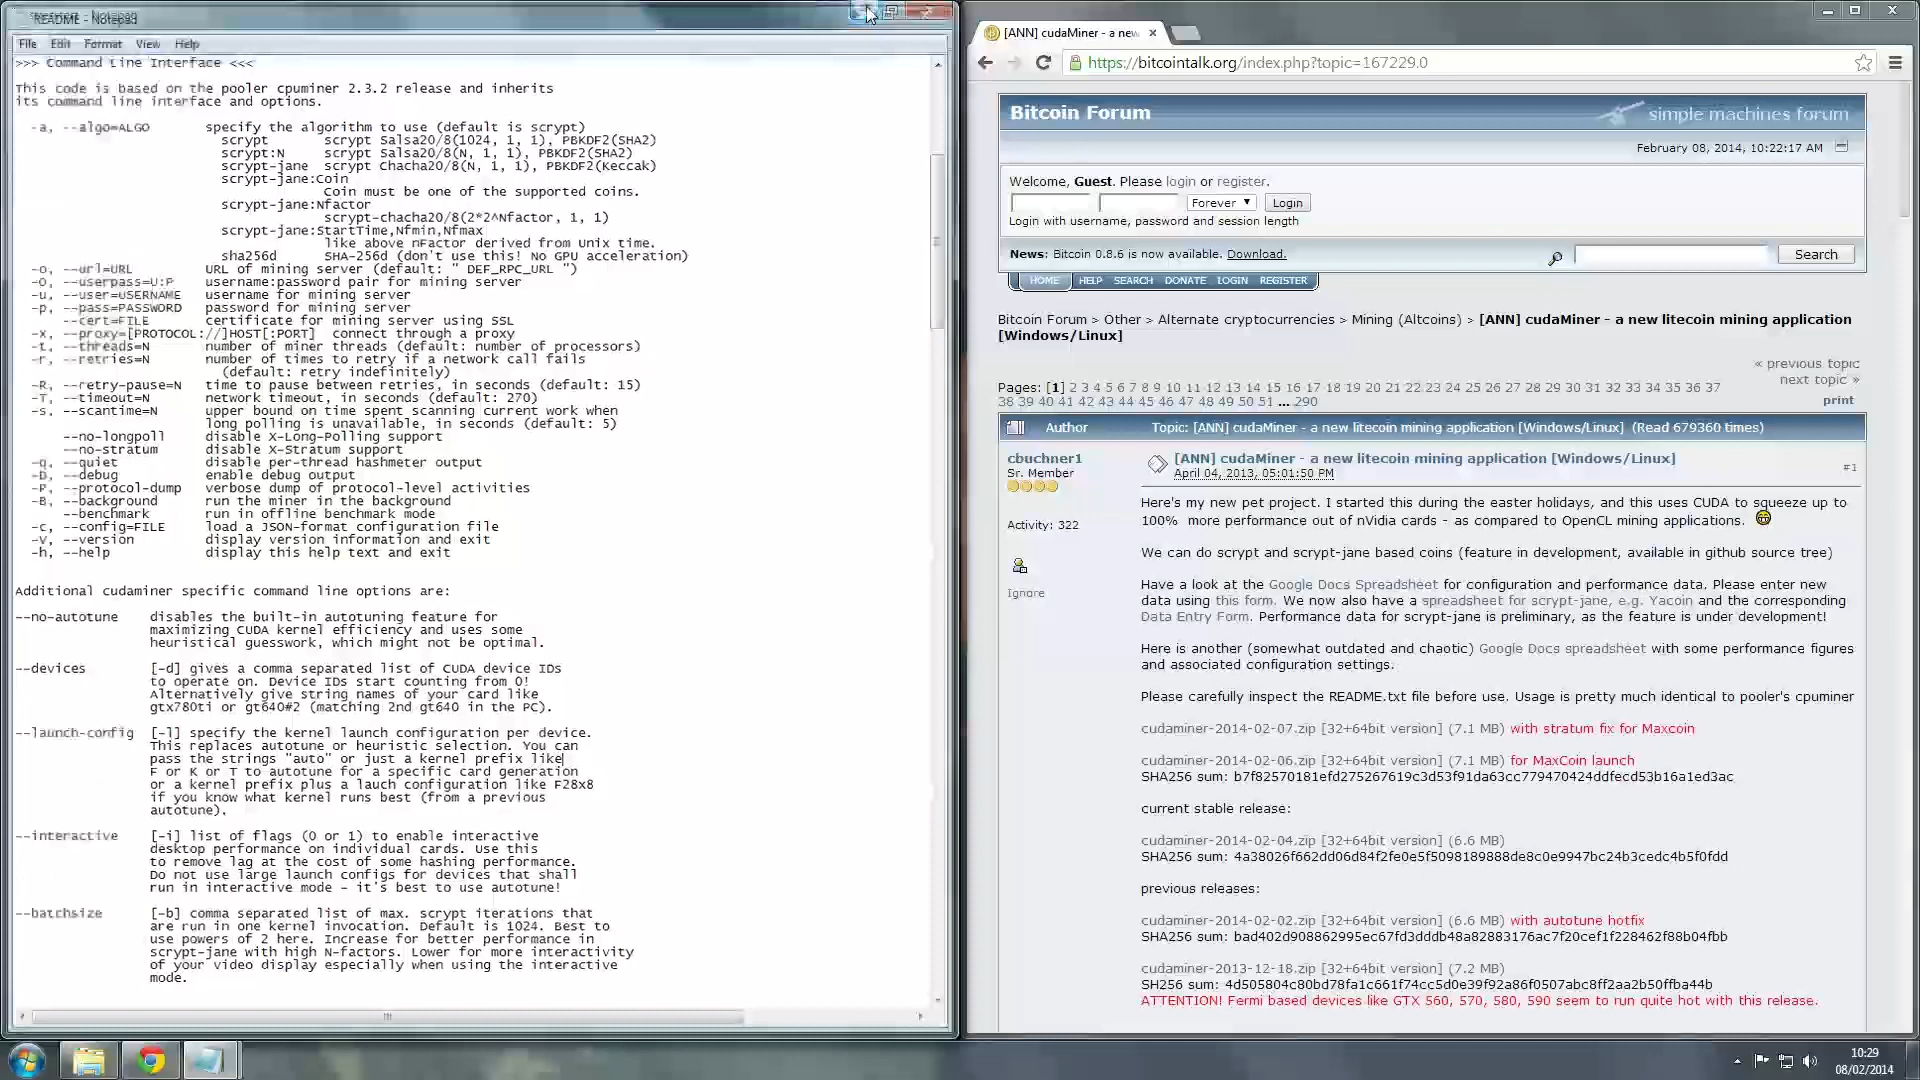 README - Notepad
File Edit Format View Help
>>> Command Line Interface <<<
This code is based on the pooler cpuminer 2.3.2 release and inherits
its command line interface and options.
-a, --algo=ALGO specify the algorithm to use (default is scrypt)
scrypt scrypt Salsa20/8(1024, 1, 1), PBKDF2(SHA2)
scrypt:N scrypt Salsa20/8(N, 1, 1), PBKDF2(SHA2)
scrypt-jane scrypt Chacha20/8(N, 1, 1), PBKDF2(Keccak)
scrypt-jane:Coin
Coin must be one of the supported coins.
scrypt-jane:Nfactor
scrypt-chacha20/8(2*2^Nfactor, 1, 1)
scrypt-jane:StartTime,Nfmin,Nfmax
like above nFactor derived from Unix time.
sha256d SHA-256d (don't use this! No GPU acceleration)
-o, --url=URL URL of mining server (default: " DEF_RPC_URL ")
-O, --userpass=U:P username:password pair for mining server
-u, --user=USERNAME username for mining server
-p, --pass=PASSWORD password for mining server
--cert=FILE certificate for mining server using SSL
-x, --proxy=[PROTOCOL://]HOST[:PORT] connect through a proxy
-t, --threads=N number of miner threads (default: number of processors)
-r, --retries=N number of times to retry if a network call fails
(default: retry indefinitely)
-R, --retry-pause=N time to pause between retries, in seconds (default: 15)
-T, --timeout=N network timeout, in seconds (default: 270)
-s, --scantime=N upper bound on time spent scanning current work when
long polling is unavailable, in seconds (default: 5)
--no-longpoll disable X-Long-Polling support
--no-stratum disable X-Stratum support
-q, --quiet disable per-thread hashmeter output
-D, --debug enable debug output
-P, --protocol-dump verbose dump of protocol-level activities
-B, --background run the miner in the background
--benchmark run in offline benchmark mode
-c, --config=FILE load a JSON-format configuration file
-V, --version display version information and exit
-h, --help display this help text and exit
Additional cudaminer specific command line options are:
--no-autotune disables the built-in autotuning feature for
maximizing CUDA kernel efficiency and uses some
heuristical guesswork, which might not be optimal.
--devices [-d] gives a comma separated list of CUDA device IDs
to operate on. Device IDs start counting from 0!
Alternatively give string names of your card like
gtx780ti or gt640#2 (matching 2nd gt640 in the PC).
--launch-config [-l] specify the kernel launch configuration per device.
This replaces autotune or heuristic selection. You can
pass the strings "auto" or just a kernel prefix like
F or K or T to autotune for a specific card generation
or a kernel prefix plus a lauch configuration like F28x8
if you know what kernel runs best (from a previous
autotune).
--interactive [-i] list of flags (0 or 1) to enable interactive
desktop performance on individual cards. Use this
to remove lag at the cost of some hashing performance.
Do not use large launch configs for devices that shall
run in interactive mode - it's best to use autotune!
--batchsize [-b] comma separated list of max. scrypt iterations that
are run in one kernel invocation. Default is 1024. Best to
use powers of 2 here. Increase for better performance in
scrypt-jane with high N-factors. Lower for more interactivity
of your video display especially when using the interactive
mode.
[ANN] cudaMiner - a new
https://bitcointalk.org/index.php?topic=167229.0
Bitcoin Forum
simple machines forum
February 08, 2014, 10:22:17 AM
Welcome, Guest. Please login or register.
Forever Login
Login with username, password and session length
News: Bitcoin 0.8.6 is now available. Download.
Search
HOME HELP SEARCH DONATE LOGIN REGISTER
Bitcoin Forum > Other > Alternate cryptocurrencies > Mining (Altcoins) > [ANN] cudaMiner - a new litecoin mining application
[Windows/Linux]
« previous topic
next topic »
Pages: [1] 2 3 4 5 6 7 8 9 10 11 12 13 14 15 16 17 18 19 20 21 22 23 24 25 26 27 28 29 30 31 32 33 34 35 36 37
38 39 40 41 42 43 44 45 46 47 48 49 50 51 ... 290
print
Author Topic: [ANN] cudaMiner - a new litecoin mining application [Windows/Linux] (Read 679360 times)
cbuchner1
Sr. Member
Activity: 322
Ignore
[ANN] cudaMiner - a new litecoin mining application [Windows/Linux]
April 04, 2013, 05:01:50 PM
#1
Here's my new pet project. I started this during the easter holidays, and this uses CUDA to squeeze up to
100% more performance out of nVidia cards - as compared to OpenCL mining applications.
We can do scrypt and scrypt-jane based coins (feature in development, available in github source tree)
Have a look at the Google Docs Spreadsheet for configuration and performance data. Please enter new
data using this form. We now also have a spreadsheet for scrypt-jane, e.g. Yacoin and the corresponding
Data Entry Form. Performance data for scrypt-jane is preliminary, as the feature is under development!
Here is another (somewhat outdated and chaotic) Google Docs spreadsheet with some performance figures
and associated configuration settings.
Please carefully inspect the README.txt file before use. Usage is pretty much identical to pooler's cpuminer
cudaminer-2014-02-07.zip [32+64bit version] (7.1 MB) with stratum fix for Maxcoin
cudaminer-2014-02-06.zip [32+64bit version] (7.1 MB) for MaxCoin launch
SHA256 sum: b7f82570181efd275267619c3d53f91da63cc779470424ddfecd53b16a1ed3ac
current stable release:
cudaminer-2014-02-04.zip [32+64bit version] (6.6 MB)
SHA256 sum: 4a38026f662dd06d84f2fe0e5f5098189888de8c0e9947bc24b3cedc4b5f0fdd
previous releases:
cudaminer-2014-02-02.zip [32+64bit version] (6.6 MB) with autotune hotfix
SHA256 sum: bad402d908862995ec67fd3dddb48a82883176ac7f20cef1f228462f88b04fbb
cudaminer-2013-12-18.zip [32+64bit version] (7.2 MB)
SH256 sum: 4d505804c80bd78fa1c661f74cc5d0e39f92a86f0507abc8ff2aa2b50ffba44b
ATTENTION! Fermi based devices like GTX 560, 570, 580, 590 seem to run quite hot with this release.
10:29
08/02/2014